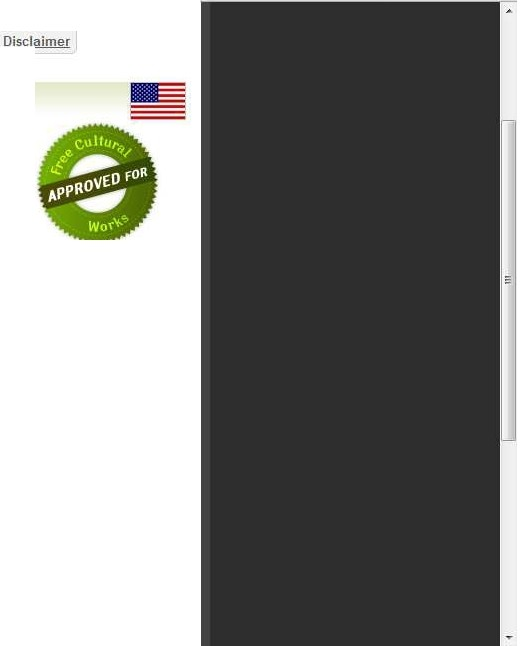 Disclaimer
Free Cultural
APPROVED FOR
Works